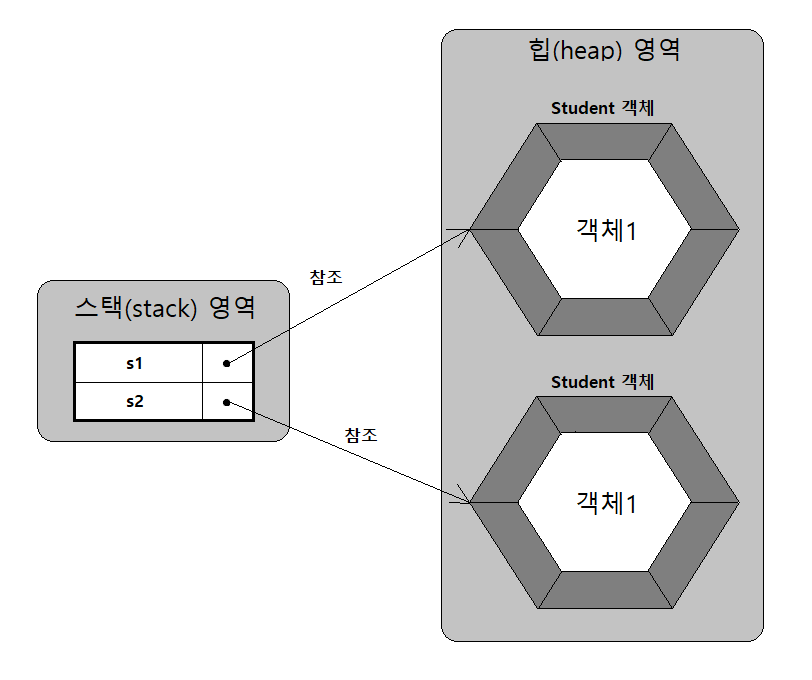 힙(heap) 영역
Student 객체
객체1
참조
스택(stack) 영역
s1
s2
참조
Student 객체
객체1